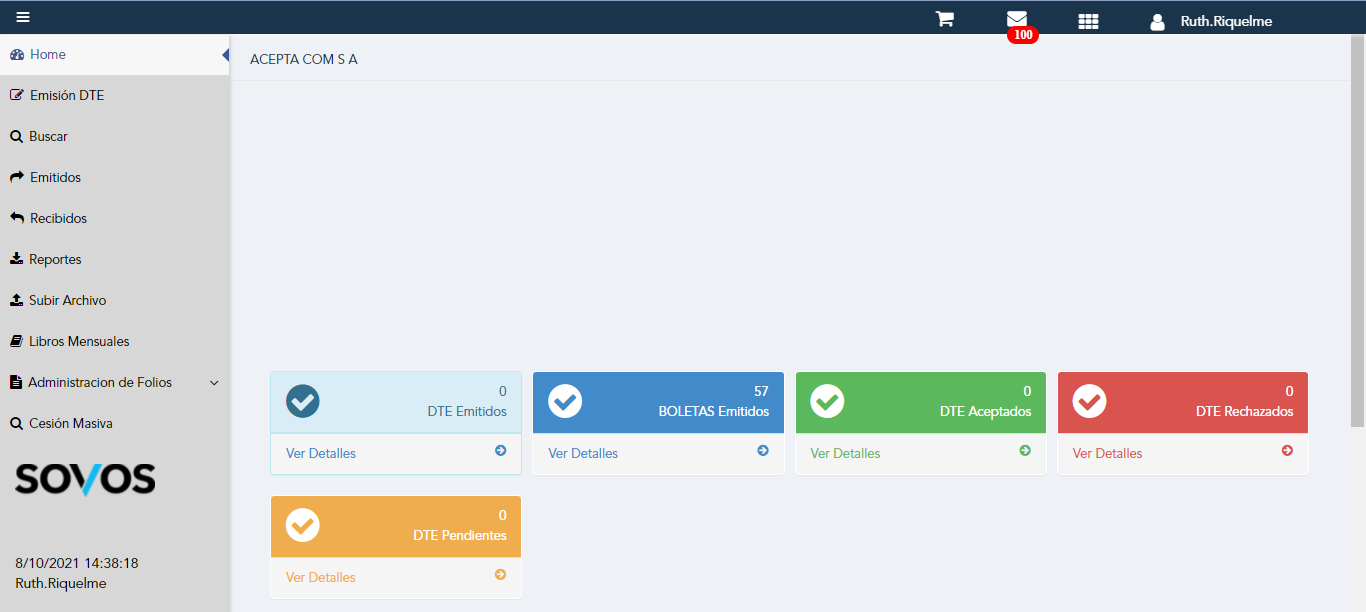 100
Ruth.Riquelme
Home
Emisión DTE
Buscar
Emitidos
Recibidos
Reportes
Subir Archivo
Libros Mensuales
Administracion de Folios
Cesión Masiva
SOVOS
8/10/2021 14:38:18
Ruth.Riquelme
ACEPTA COM S A
0
DTE Emitidos
Ver Detalles
57
BOLETAS Emitidos
Ver Detalles
0
DTE Aceptados
Ver Detalles
0
DTE Rechazados
Ver Detalles
0
DTE Pendientes
Ver Detalles